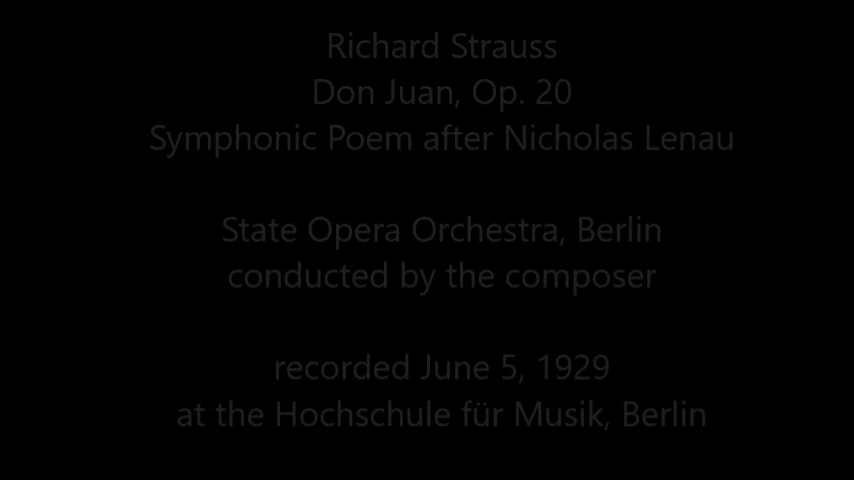 Richard Strauss
Don Juan, Op. 20
Symphonic Poem after Nicholas Lenau
State Opera Orchestra, Berlin
conducted by the composer
recorded June 5, 1929
at the Hochschule für Musik, Berlin